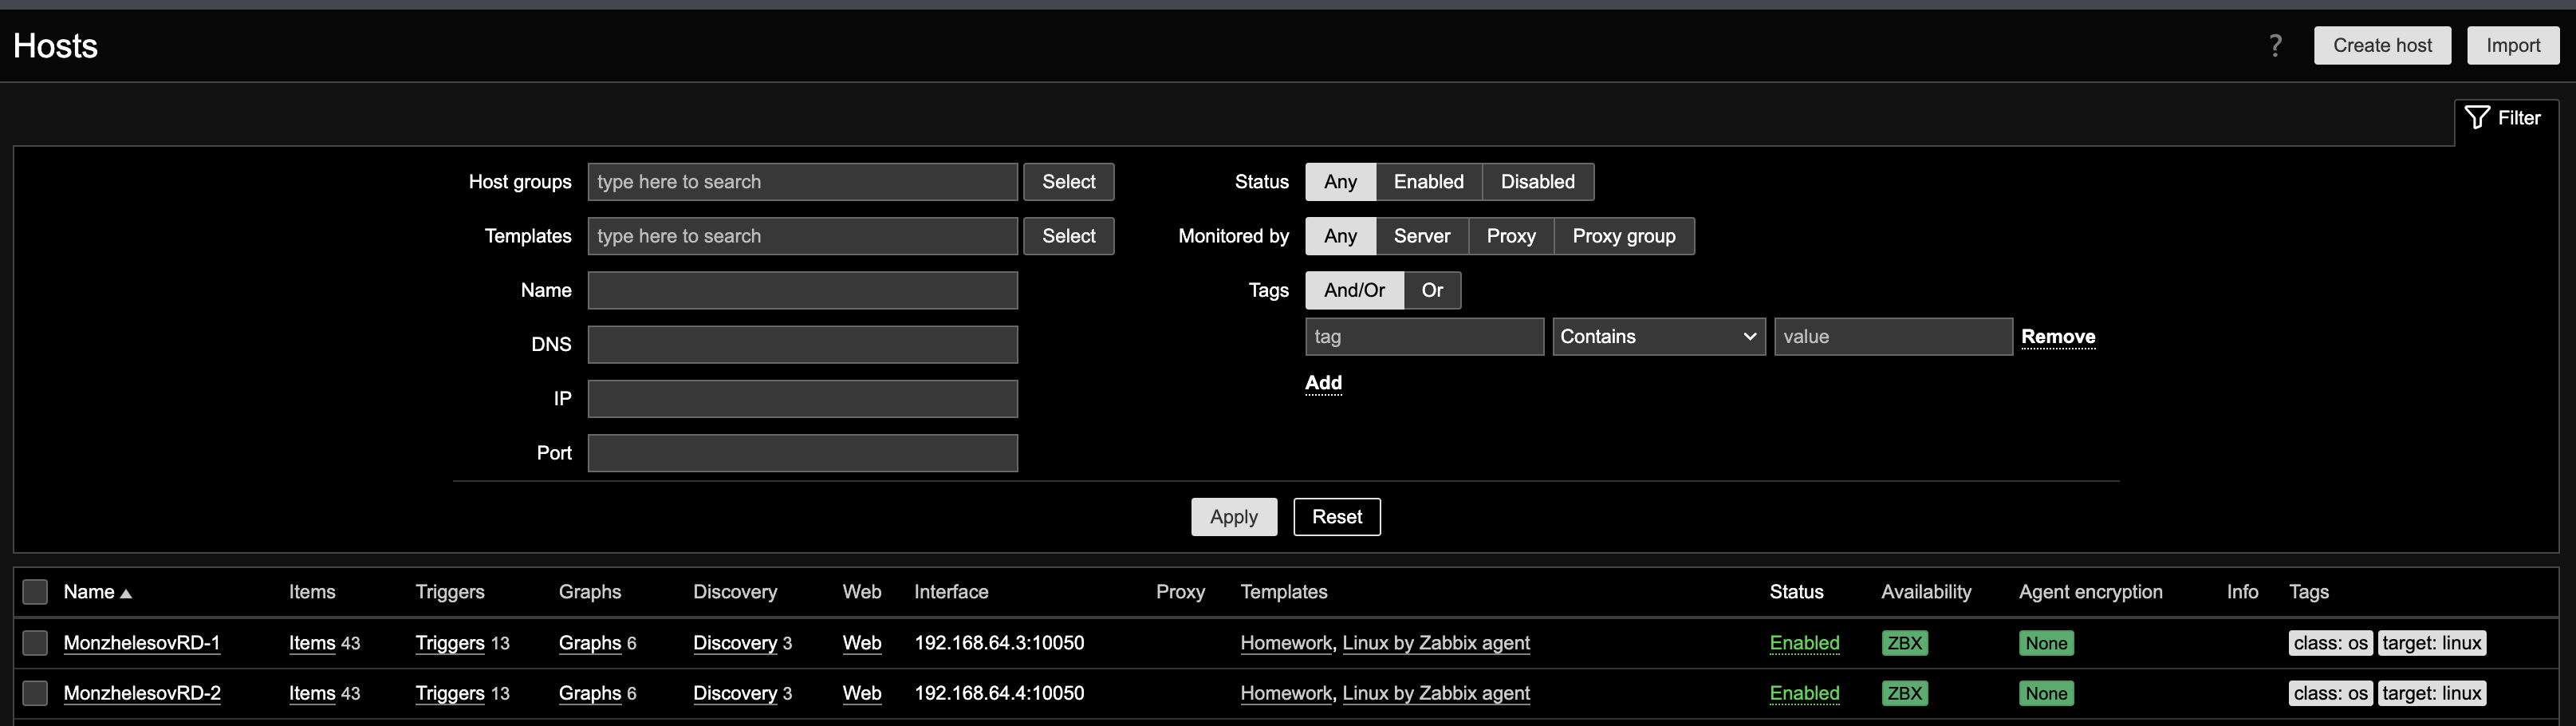 Hosts
? Create host Import
Filter
Host groups type here to search Select
Templates type here to search Select
Name
DNS
IP
Port
Status Any Enabled Disabled
Monitored by Any Server Proxy Proxy group
Tags And/Or Or
tag Contains value Remove
Add
Apply Reset
Name Items Triggers Graphs Discovery Web Interface Proxy Templates Status Availability Agent encryption Info Tags
MonzhelesovRD-1 Items 43 Triggers 13 Graphs 6 Discovery 3 Web 192.168.64.3:10050 Homework, Linux by Zabbix agent Enabled ZBX None class: os target: linux
MonzhelesovRD-2 Items 43 Triggers 13 Graphs 6 Discovery 3 Web 192.168.64.4:10050 Homework, Linux by Zabbix agent Enabled ZBX None class: os target: linux